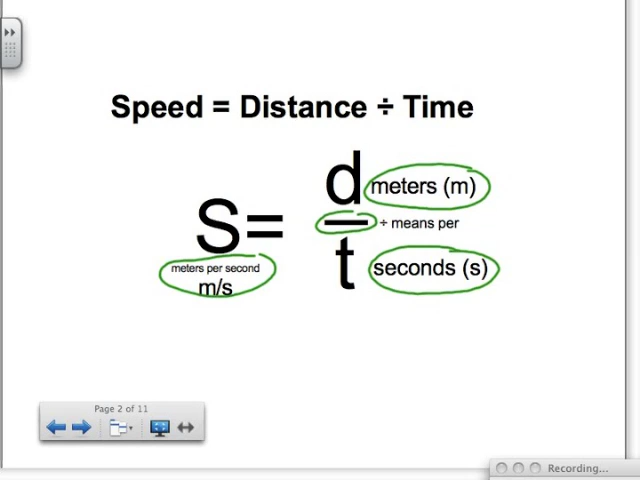 Speed = Distance ÷ Time
d meters (m)
S=
÷ means per
t seconds (s)
meters per second
m/s
Page 2 of 11
Recording...